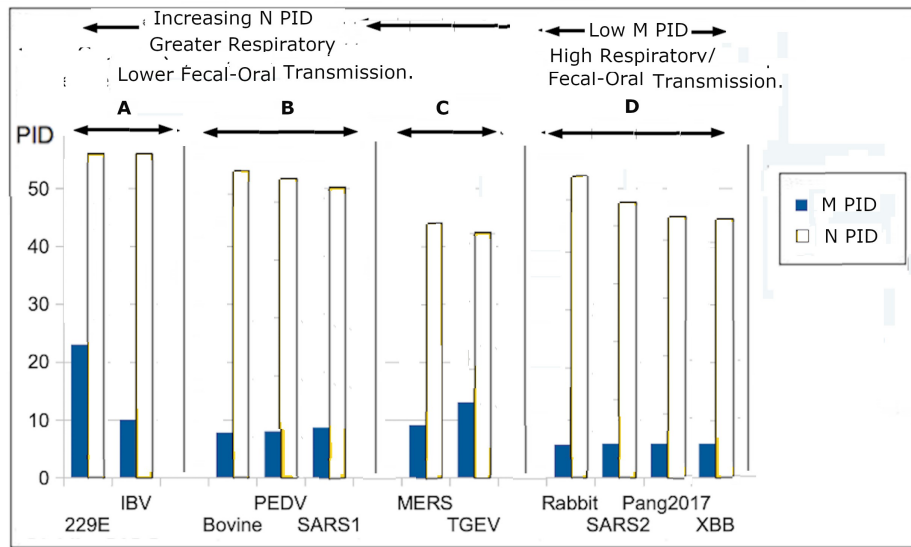 Increasing N PID
Greater Respiratory
Lower Fecal-Oral Transmission.
Low M PID
High Respiratory/
Fecal-Oral Transmission.
A
B
C
D
PID
50
40
30
20
10
0
M PID
N PID
229E
IBV
Bovine
PEDV
SARS1
MERS
TGEV
Rabbit
SARS2
Pang2017
XBB